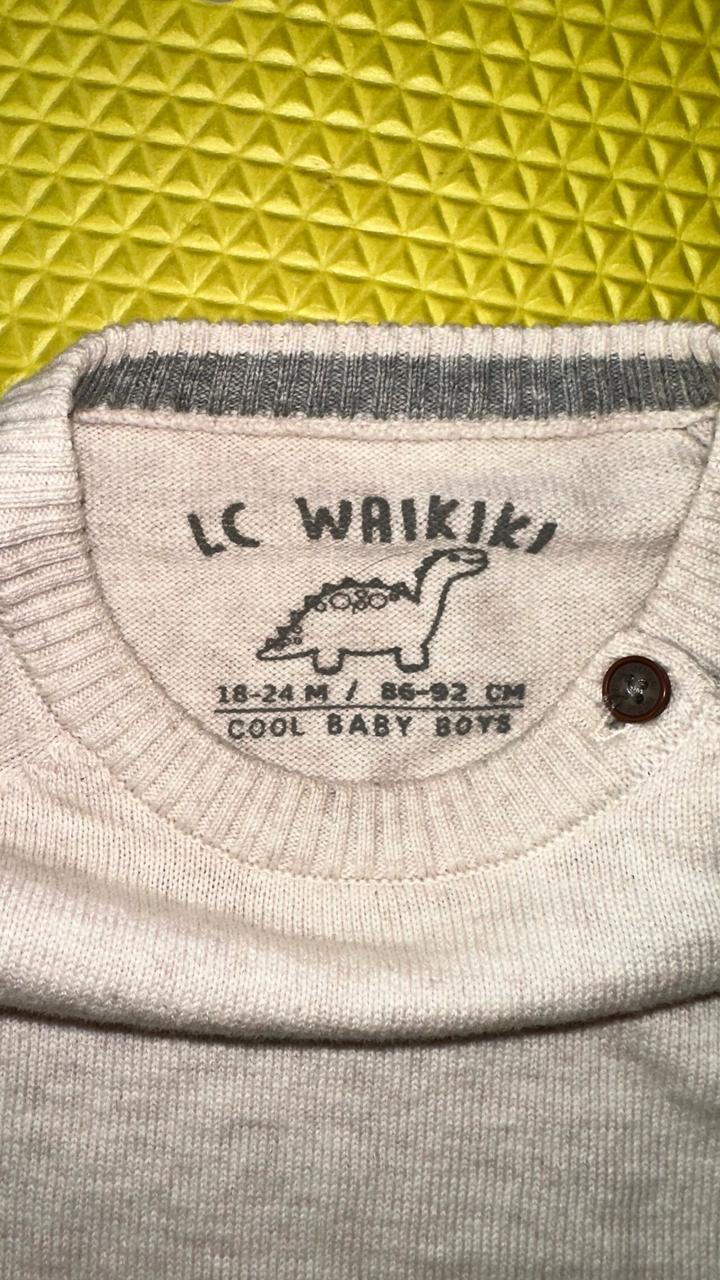 LC WAIKIKI
18-24 M / 86-92 CM
COOL BABY BOYS